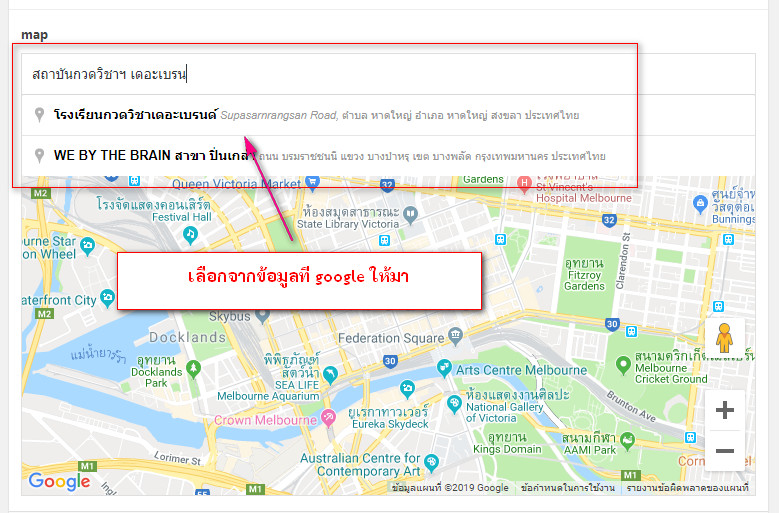 map
สถาบันกวดวิชาฯ เดอะเบรน
โรงเรียนกวดวิชาเดอะเบรนด์ Supasarnrangsan Road, ตำบล หาดใหญ่ อำเภอ หาดใหญ่ สงขลา ประเทศไทย
WE BY THE BRAIN สาขา ปิ่นเกล้า ถนน บรมราชชนนี แขวง บางบำหรุ เขต บางพลัด กรุงเทพมหานคร ประเทศไทย
M2
Queen Victoria Market
Gardens
St Vincent's
Hospital Melbourne
ศูนย์จำห
วัสดุต่อเ
Bunnings
โรงจัดแสดงคอนเสิร์ต
Festival Hall
ห้องสมุดสาธารณะ
State Library Victoria
32
ourne Star
on Wheel
อุทยาน
Fitzroy
Gardens
Clarendon St
เลือกจากข้อมูลที่ google ให้มา
aterfront City
Skybus
Docklands
แม่น้ำยาร์รา
Federation Square
30
อุทยาน
Docklands
Park
พิพิธภัณฑ์
สัตว์น้ำ
SEA LIFE
Melbourne
Aquarium
Arts Centre Melbourne
สนามคริกเก็ตเมลเบิร์น
Melbourne
Cricket Ground
ห้องแสดงงานศิลปะ
National Gallery
of Victoria
Brunton Ave
Crown Melbourne
ยูเรกาทาวเวอร์
Eureka Skydeck
อุทยาน
Kings Domain
สนามกีฬา
AAMI Park
Lorimer St
Australian Centre for
Contemporary Art
M1
Google
ข้อมูลแผนที่ ©2019 Google
ข้อกำหนดในการใช้งาน
รายงานข้อผิดพลาดของแผนที่